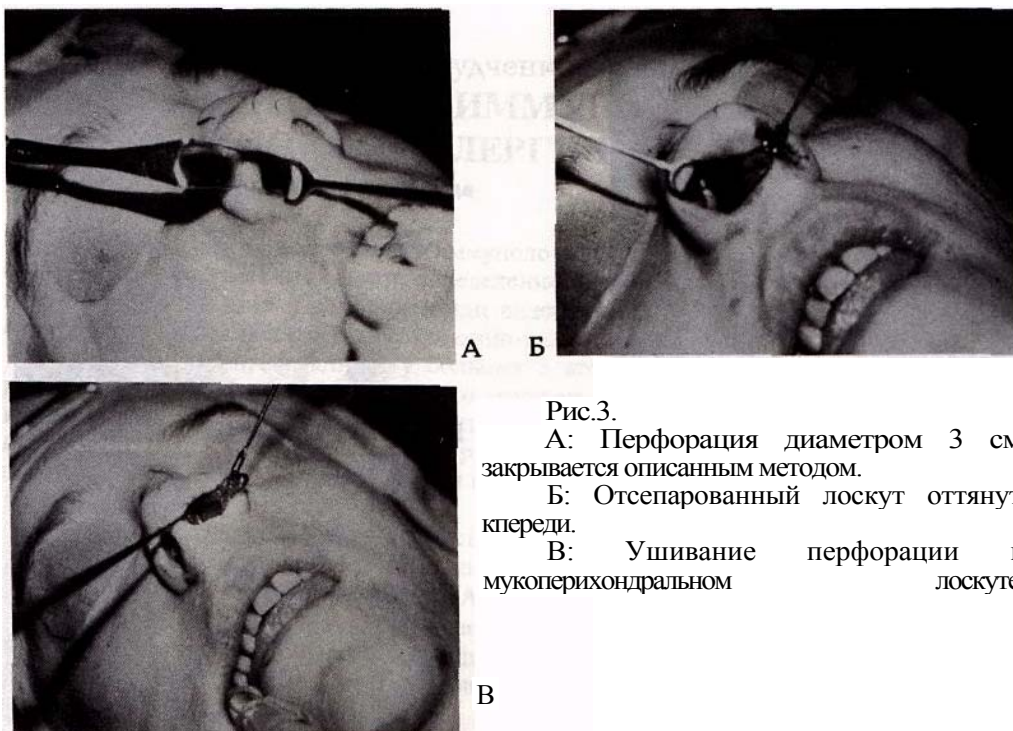 А Б
Рис.3.
А: Перфорация диаметром 3 см
закрывается описанным методом.
Б: Отсепарованный лоскут оттянут
кпереди.
В: Ушивание перфорации
мукоперихондральном лоскуте
В